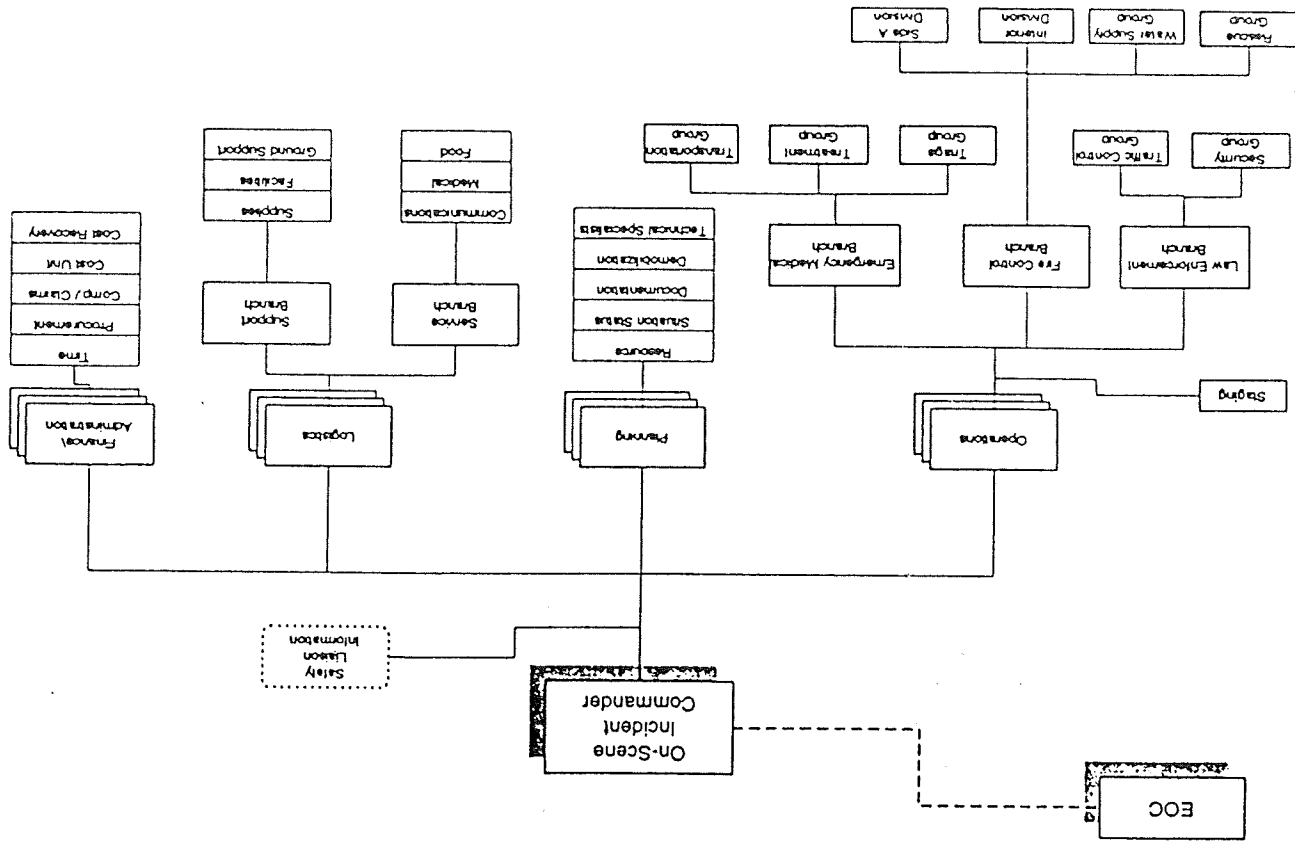 EOC
On-Scene
Incident
Commander
Safety
Liaison
Information
Operations
Planning
Logistics
Finance\
Administration
Staging
Law Enforcement
Branch
Fire Control
Branch
Emergency Medical
Branch
Security
Group
Traffic Control
Group
Triage
Group
Treatment
Group
Transportation
Group
Rescue
Group
Water Supply
Group
Interior
Division
Side A
Division
Resource
Situation Status
Documentation
Demobilization
Technical Specialists
Service
Branch
Support
Branch
Communications
Medical
Food
Supplies
Facilities
Ground Support
Time
Procurement
Comp / Claims
Cost Unit
Cost Recovery